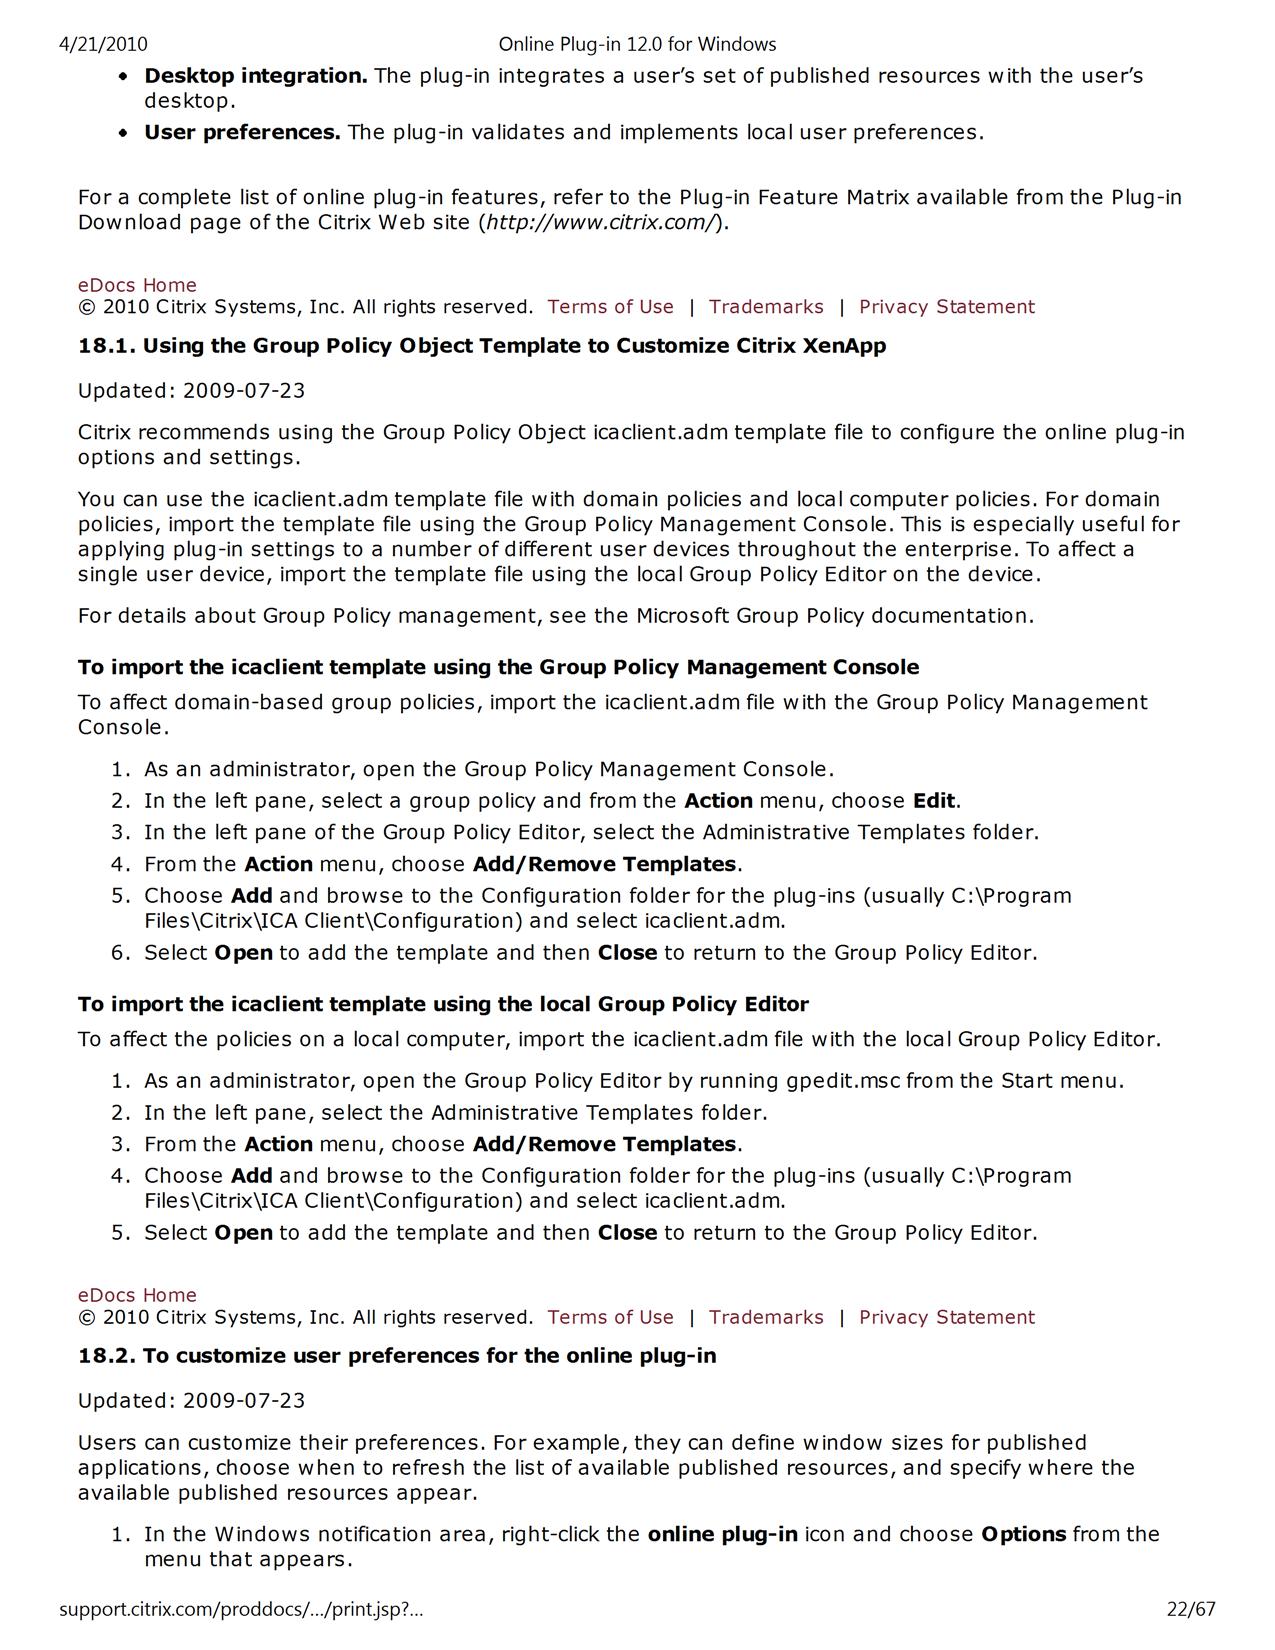 4/21/2010 Online Plug-in 12.0 for Windows
• Desktop integration. The plug-in integrates a user’s set of published resources with the user’s
desktop.
• User preferences. The plug-in validates and implements local user preferences.
For a complete list of online plug-in features, refer to the Plug-in Feature Matrix available from the Plug-in
Download page of the Citrix Web site (http://www.citrix.com/).
eDocs Home
© 2010 Citrix Systems, Inc. All rights reserved. Terms of Use | Trademarks | Privacy Statement
18.1. Using the Group Policy Object Template to Customize Citrix XenApp
Updated: 2009-07-23
Citrix recommends using the Group Policy Object icaclient.adm template file to configure the online plug-in
options and settings.
You can use the icaclient.adm template file with domain policies and local computer policies. For domain
policies, import the template file using the Group Policy Management Console. This is especially useful for
applying plug-in settings to a number of different user devices throughout the enterprise. To affect a
single user device, import the template file using the local Group Policy Editor on the device.
For details about Group Policy management, see the Microsoft Group Policy documentation.
To import the icaclient template using the Group Policy Management Console
To affect domain-based group policies, import the icaclient.adm file with the Group Policy Management
Console.
1. As an administrator, open the Group Policy Management Console.
2. In the left pane, select a group policy and from the Action menu, choose Edit.
3. In the left pane of the Group Policy Editor, select the Administrative Templates folder.
4. From the Action menu, choose Add/Remove Templates.
5. Choose Add and browse to the Configuration folder for the plug-ins (usually C:\Program
Files\Citrix\ICA Client\Configuration) and select icaclient.adm.
6. Select Open to add the template and then Close to return to the Group Policy Editor.
To import the icaclient template using the local Group Policy Editor
To affect the policies on a local computer, import the icaclient.adm file with the local Group Policy Editor.
1. As an administrator, open the Group Policy Editor by running gpedit.msc from the Start menu.
2. In the left pane, select the Administrative Templates folder.
3. From the Action menu, choose Add/Remove Templates.
4. Choose Add and browse to the Configuration folder for the plug-ins (usually C:\Program
Files\Citrix\ICA Client\Configuration) and select icaclient.adm.
5. Select Open to add the template and then Close to return to the Group Policy Editor.
eDocs Home
© 2010 Citrix Systems, Inc. All rights reserved. Terms of Use | Trademarks | Privacy Statement
18.2. To customize user preferences for the online plug-in
Updated: 2009-07-23
Users can customize their preferences. For example, they can define window sizes for published
applications, choose when to refresh the list of available published resources, and specify where the
available published resources appear.
1. In the Windows notification area, right-click the online plug-in icon and choose Options from the
menu that appears.
support.citrix.com/proddocs/.../print.jsp?... 22/67